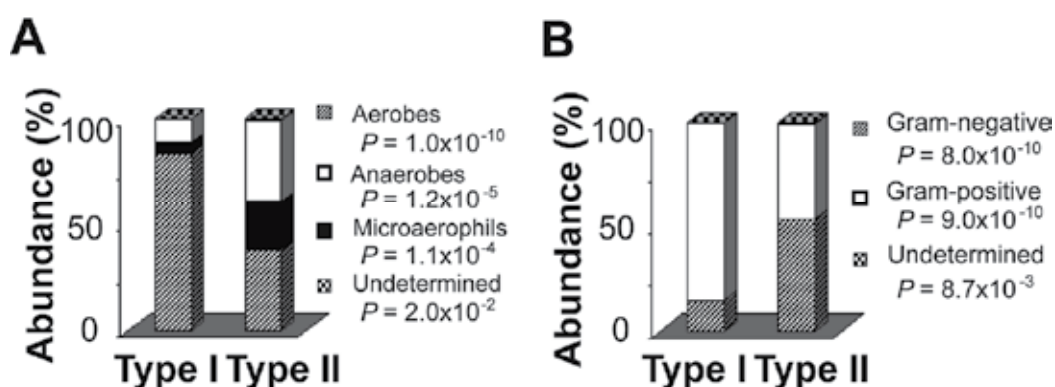 A
Abundance (%)
100
50
0
Type I Type II
Aerobes
P = 1.0x10⁻¹⁰
Anaerobes
P = 1.2x10⁻⁵
Microaerophils
P = 1.1x10⁻⁴
Undetermined
P = 2.0x10⁻²
B
Abundance (%)
100
50
0
Type I Type II
Gram-negative
P = 8.0x10⁻¹⁰
Gram-positive
P = 9.0x10⁻¹⁰
Undetermined
P = 8.7x10⁻³